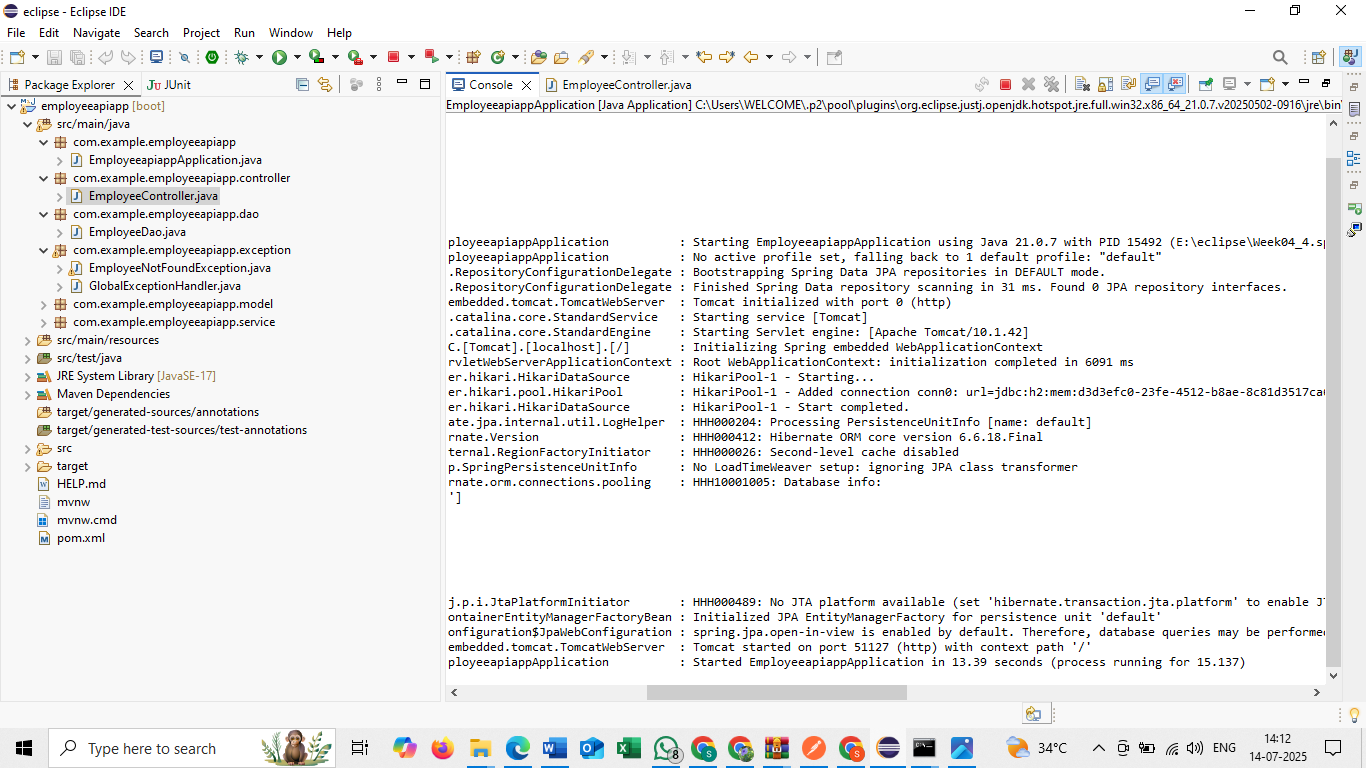 eclipse - Eclipse IDE
File Edit Navigate Search Project Run Window Help
Package Explorer JUnit
employeeapiapp [boot]
src/main/java
com.example.employeeapiapp
EmployeeapiappApplication.java
com.example.employeeapiapp.controller
EmployeeController.java
com.example.employeeapiapp.dao
EmployeeDao.java
com.example.employeeapiapp.exception
EmployeeNotFoundException.java
GlobalExceptionHandler.java
com.example.employeeapiapp.model
com.example.employeeapiapp.service
src/main/resources
src/test/java
JRE System Library [JavaSE-17]
Maven Dependencies
target/generated-sources/annotations
target/generated-test-sources/test-annotations
src
target
HELP.md
mvnw
mvnw.cmd
pom.xml
Console EmployeeController.java
EmployeeapiappApplication [Java Application] C:\Users\WELCOME\.p2\pool\plugins\org.eclipse.justj.openjdk.hotspot.jre.full.win32.x86_64_21.0.7.v20250502-0916\jre\bin\
ployeeapiappApplication : Starting EmployeeapiappApplication using Java 21.0.7 with PID 15492 (E:\eclipse\Week04_4.sp
ployeeapiappApplication : No active profile set, falling back to 1 default profile: "default"
.RepositoryConfigurationDelegate : Bootstrapping Spring Data JPA repositories in DEFAULT mode.
.RepositoryConfigurationDelegate : Finished Spring Data repository scanning in 31 ms. Found 0 JPA repository interfaces.
embedded.tomcat.TomcatWebServer : Tomcat initialized with port 0 (http)
.catalina.core.StandardService : Starting service [Tomcat]
.catalina.core.StandardEngine : Starting Servlet engine: [Apache Tomcat/10.1.42]
C.[Tomcat].[localhost].[/] : Initializing Spring embedded WebApplicationContext
rvletWebServerApplicationContext : Root WebApplicationContext: initialization completed in 6091 ms
er.hikari.HikariDataSource : HikariPool-1 - Starting...
er.hikari.pool.HikariPool : HikariPool-1 - Added connection conn0: url=jdbc:h2:mem:d3d3efc0-23fe-4512-b8ae-8c81d3517ca
er.hikari.HikariDataSource : HikariPool-1 - Start completed.
ate.jpa.internal.util.LogHelper : HHH000204: Processing PersistenceUnitInfo [name: default]
rnate.Version : HHH000412: Hibernate ORM core version 6.6.18.Final
ternal.RegionFactoryInitiator : HHH000026: Second-level cache disabled
p.SpringPersistenceUnitInfo : No LoadTimeWeaver setup: ignoring JPA class transformer
rnate.orm.connections.pooling : HHH10001005: Database info:
']
j.p.i.JtaPlatformInitiator : HHH000489: No JTA platform available (set 'hibernate.transaction.jta.platform' to enable JT
ontainerEntityManagerFactoryBean : Initialized JPA EntityManagerFactory for persistence unit 'default'
onfiguration$JpaWebConfiguration : spring.jpa.open-in-view is enabled by default. Therefore, database queries may be performed
embedded.tomcat.TomcatWebServer : Tomcat started on port 51127 (http) with context path '/'
ployeeapiappApplication : Started EmployeeapiappApplication in 13.39 seconds (process running for 15.137)
Type here to search
8
34°C
ENG
14:12
14-07-2025